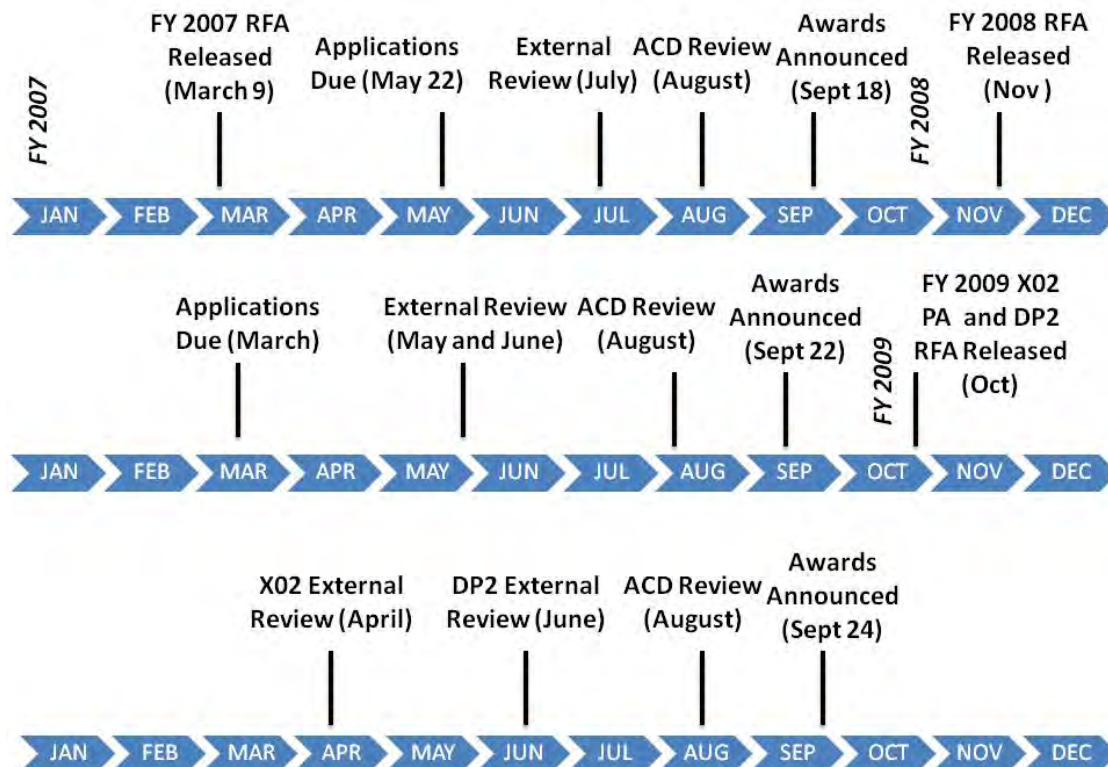 FY 2007
FY 2007 RFA
Released
(March 9)
Applications
Due (May 22)
External
Review (July)
ACD Review
(August)
Awards
Announced
(Sept 18)
FY 2008
FY 2008 RFA
Released
(Nov )
JAN FEB MAR APR MAY JUN JUL AUG SEP OCT NOV DEC
Applications
Due (March)
External Review
(May and June)
ACD Review
(August)
Awards
Announced
(Sept 22)
FY 2009
FY 2009 X02
PA and DP2
RFA Released
(Oct)
JAN FEB MAR APR MAY JUN JUL AUG SEP OCT NOV DEC
X02 External
Review (April)
DP2 External
Review (June)
ACD Review
(August)
Awards
Announced
(Sept 24)
JAN FEB MAR APR MAY JUN JUL AUG SEP OCT NOV DEC